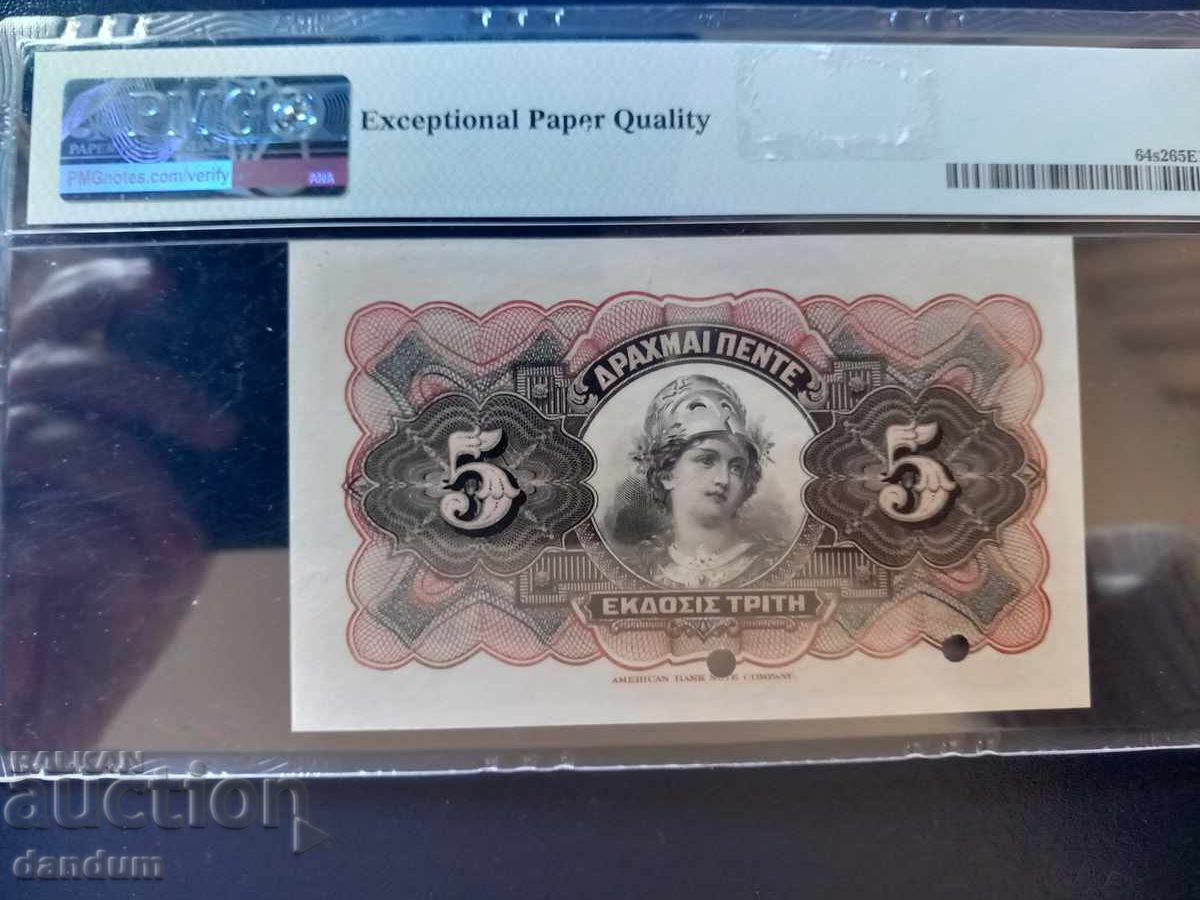 PMG
PAPER
PMGnotes.com/verify
ANA
Exceptional Paper Quality
64s265E
ΔΡΑΧΜΑΙ ΠΕΝΤΕ
5 5
ΕΚΔΟΣΙΣ ΤΡΙΤΗ
AMERICAN BANK NOTE COMPANY.
BALKAN
auction
dandum